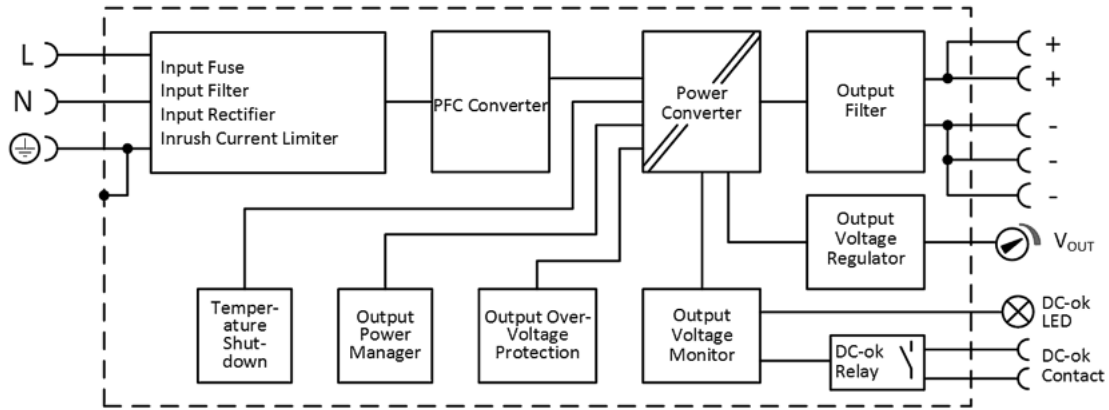 L
N
Input Fuse
Input Filter
Input Rectifier
Inrush Current Limiter
PFC Converter
Power
Converter
Output
Filter
+
+
-
-
-
Output
Voltage
Regulator
VOUT
Temper-
ature
Shut-
down
Output
Power
Manager
Output Over-
Voltage
Protection
Output
Voltage
Monitor
DC-ok
LED
DC-ok
Relay
DC-ok
Contact